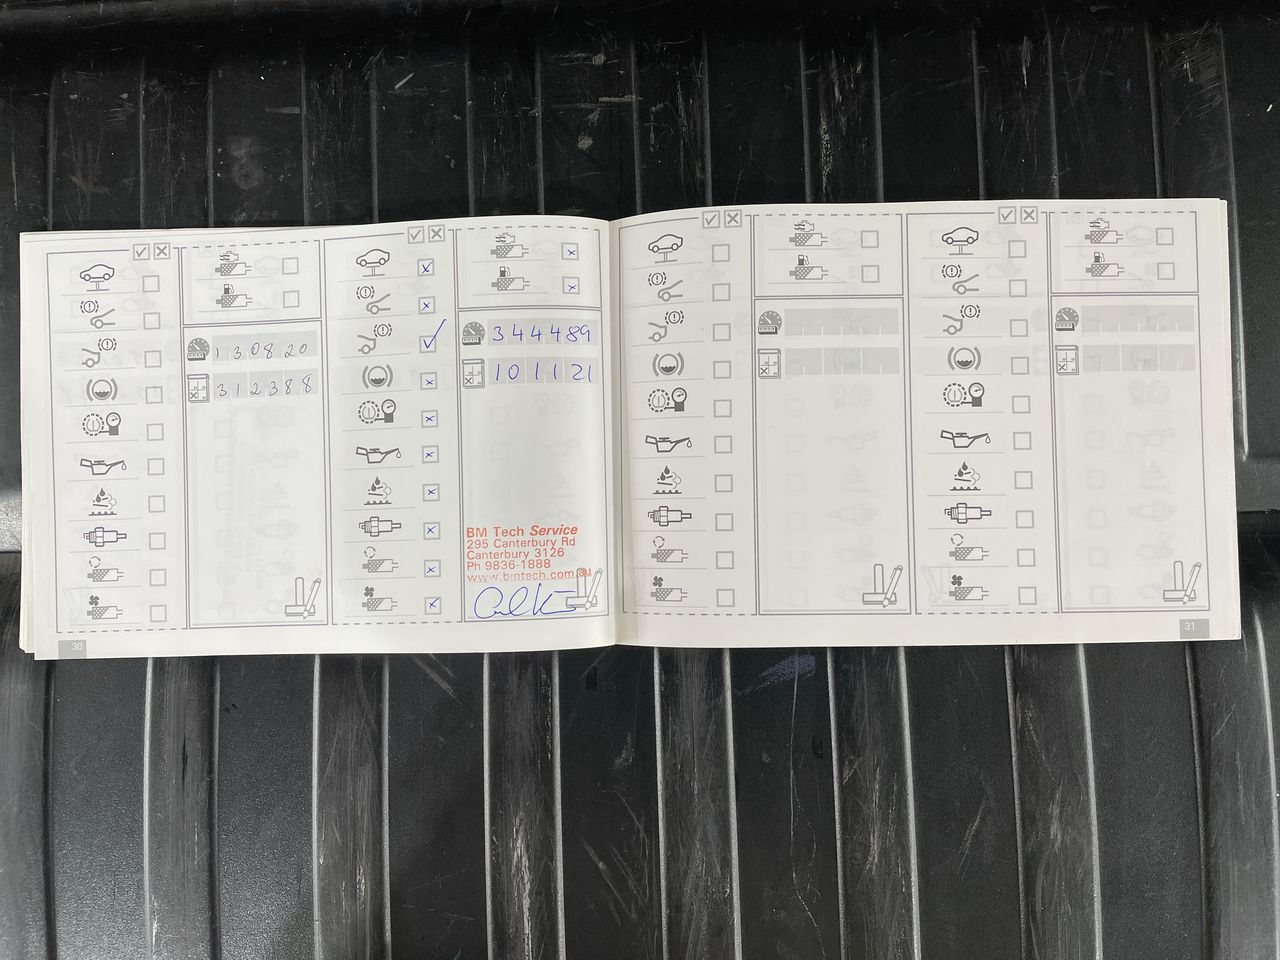 130820
312388
344489
101121
BM Tech Service
295 Canterbury Rd
Canterbury 3126
Ph 9836-1888
www.bmtech.com.au
30
31